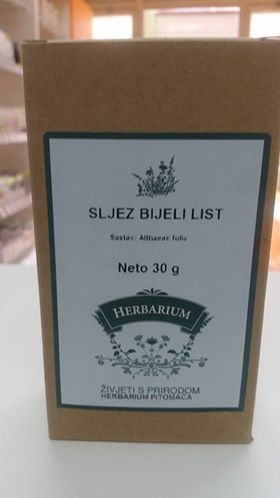 SLJEZ BIJELI LIST
Sastav: Althaeae folia
Neto 30 g
HERBARIUM
ŽIVJETI S PRIRODOM
HERBARIUM PITOMAČA